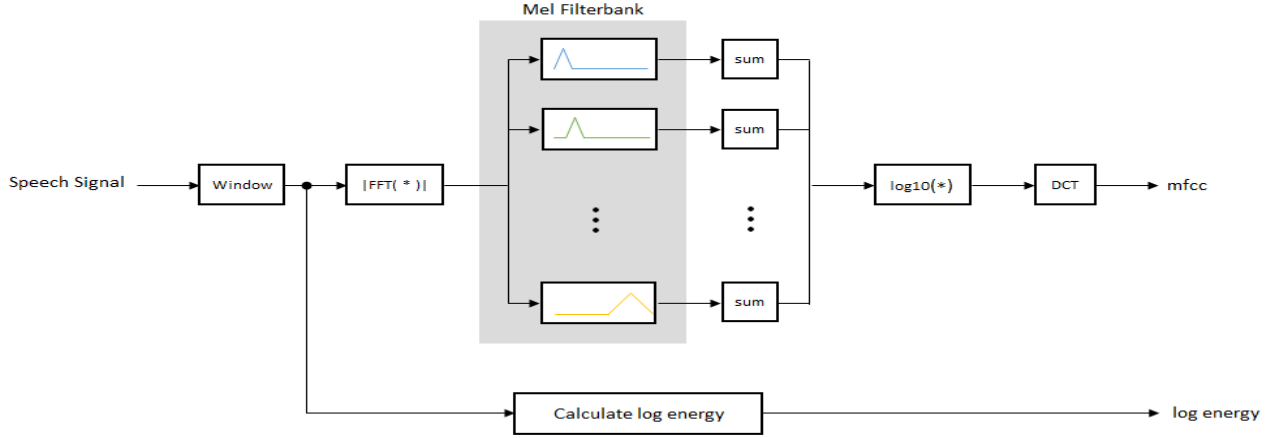 Mel Filterbank
sum
sum
Speech Signal
Window
|FFT( * )|
log10(*)
DCT
mfcc
sum
Calculate log energy
log energy